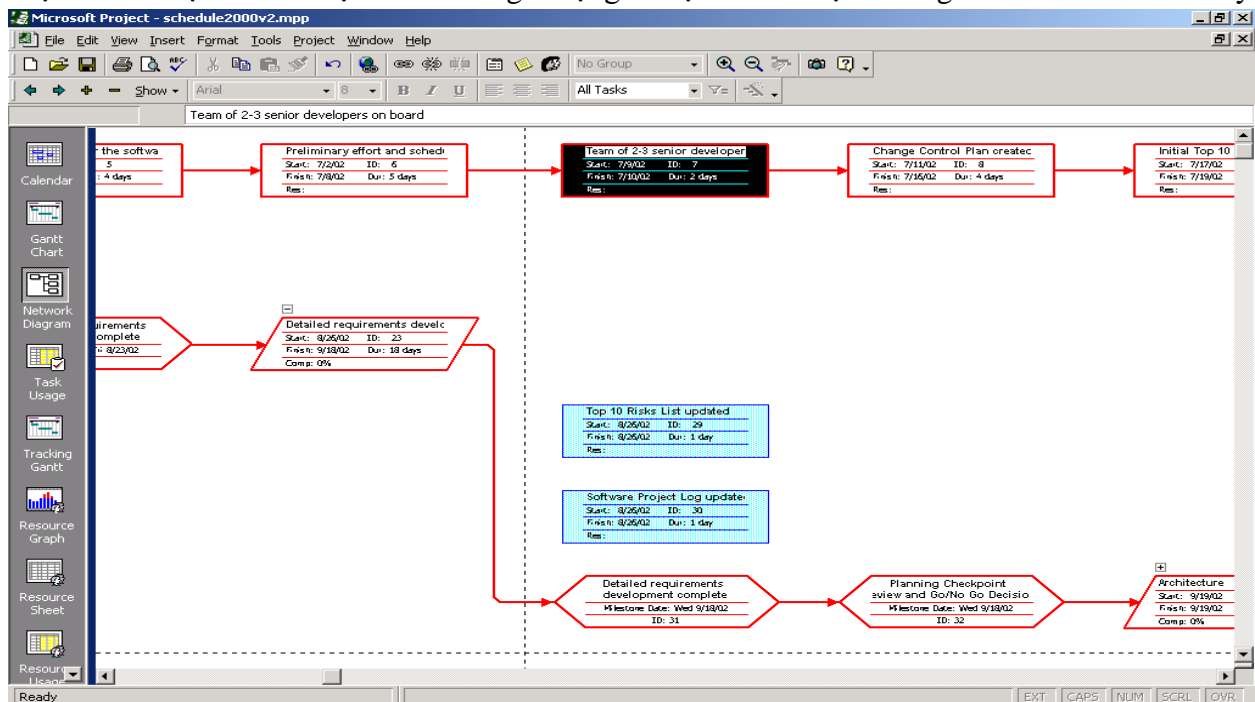 Microsoft Project - schedule2000v2.mpp
File Edit View Insert Format Tools Project Window Help
No Group
Show Arial 8 B I U All Tasks
Team of 2-3 senior developers on board
Calendar
Gantt
Chart
Network
Diagram
Task
Usage
Tracking
Gantt
Resource
Graph
Resource
Sheet
Resource
Usage
the softwa
5
: 4 days
Preliminary effort and sched
Start: 7/2/02 ID: 6
Finish: 7/8/02 Dur: 5 days
Res:
Team of 2-3 senior developer
Start: 7/9/02 ID: 7
Finish: 7/10/02 Dur: 2 days
Res:
Change Control Plan created
Start: 7/11/02 ID: 8
Finish: 7/16/02 Dur: 4 days
Res:
Initial Top 10
Start: 7/17/02
Finish: 7/19/02
Res:
uirements
omplete
8/23/02
Detailed requirements develo
Start: 8/26/02 ID: 23
Finish: 9/18/02 Dur: 18 days
Comp: 0%
Top 10 Risks List updated
Start: 8/26/02 ID: 29
Finish: 8/26/02 Dur: 1 day
Res:
Software Project Log update
Start: 8/26/02 ID: 30
Finish: 8/26/02 Dur: 1 day
Res:
Detailed requirements
development complete
Milestone Date: Wed 9/18/02
ID: 31
Planning Checkpoint
eview and Go/No Go Decisio
Milestone Date: Wed 9/18/02
ID: 32
Architecture
Start: 9/19/02
Finish: 9/19/02
Comp: 0%
Ready
EXT CAPS NUM SCRL OVR